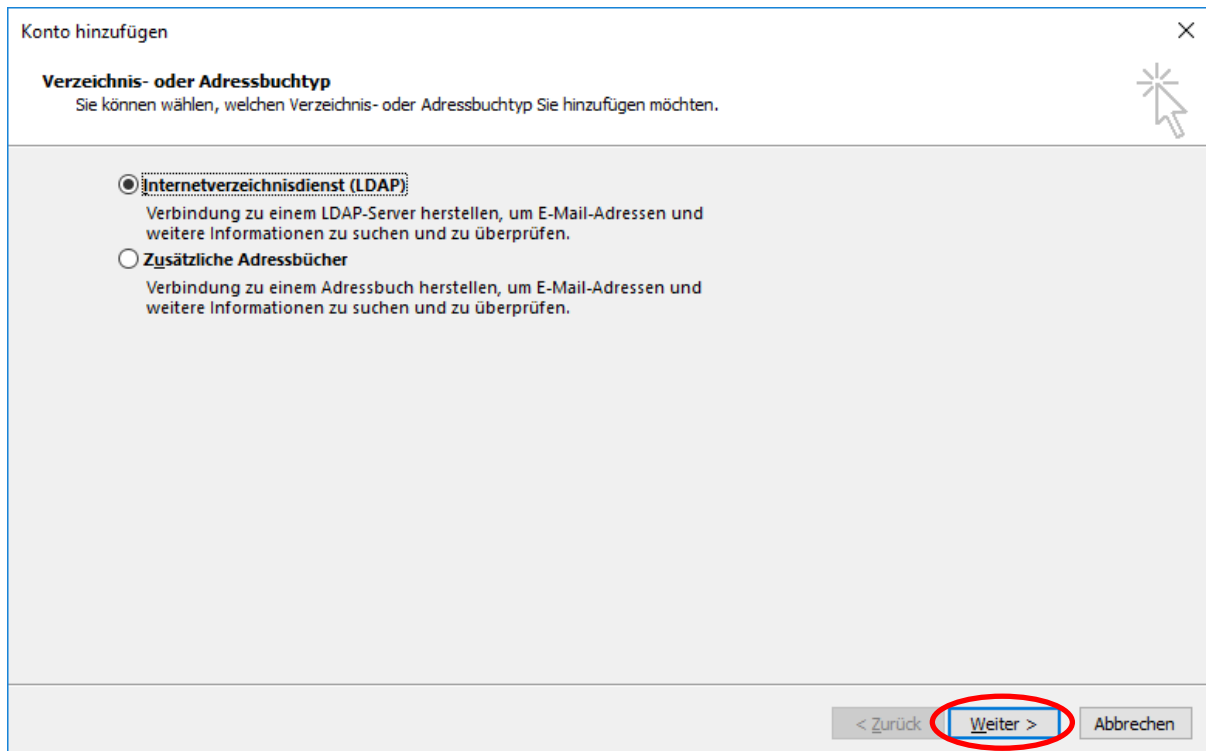 Konto hinzufügen
Verzeichnis- oder Adressbuchtyp
Sie können wählen, welchen Verzeichnis- oder Adressbuchtyp Sie hinzufügen möchten.
Internetverzeichnisdienst (LDAP)
Verbindung zu einem LDAP-Server herstellen, um E-Mail-Adressen und
weitere Informationen zu suchen und zu überprüfen.
Zusätzliche Adressbücher
Verbindung zu einem Adressbuch herstellen, um E-Mail-Adressen und
weitere Informationen zu suchen und zu überprüfen.
< Zurück Weiter > Abbrechen